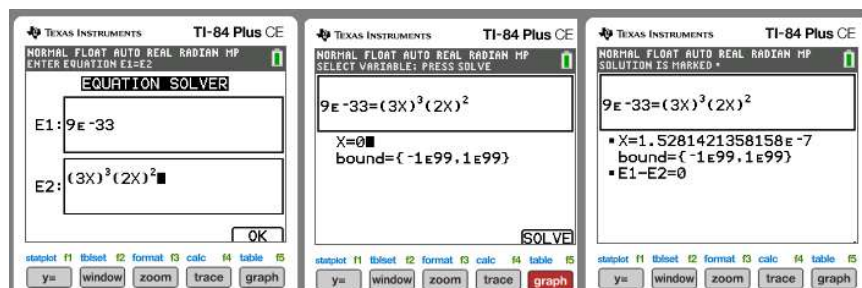 TEXAS INSTRUMENTS TI-84 Plus CE
NORMAL FLOAT AUTO REAL RADIAN MP
ENTER EQUATION E1=E2
EQUATION SOLVER
E1: 9ᴇ-33
E2: (3X)³(2X)²
OK
statplot f1 tblset f2 format f3 calc f4 table f5
y= window zoom trace graph
TEXAS INSTRUMENTS TI-84 Plus CE
NORMAL FLOAT AUTO REAL RADIAN MP
SELECT VARIABLE; PRESS SOLVE
9ᴇ-33=(3X)³(2X)²
X=0
bound={-1ᴇ99,1ᴇ99}
SOLVE
statplot f1 tblset f2 format f3 calc f4 table f5
y= window zoom trace graph
TEXAS INSTRUMENTS TI-84 Plus CE
NORMAL FLOAT AUTO REAL RADIAN MP
SOLUTION IS MARKED ▪
9ᴇ-33=(3X)³(2X)²
▪ X=1.5281421358158ᴇ-7
bound={-1ᴇ99,1ᴇ99}
▪ E1-E2=0
statplot f1 tblset f2 format f3 calc f4 table f5
y= window zoom trace graph